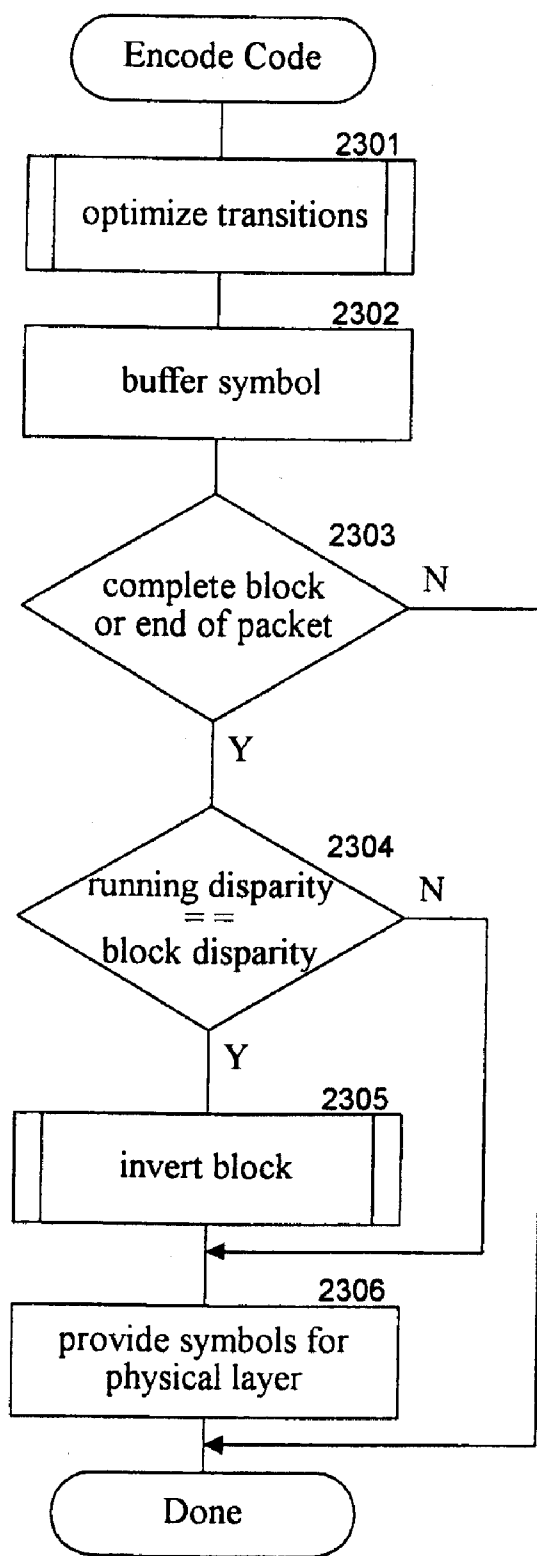 Encode Code
2301
optimize transitions
2302
buffer symbol
2303
complete block
or end of packet
N
Y
2304
running disparity
==
block disparity
N
Y
2305
invert block
2306
provide symbols for
physical layer
Done